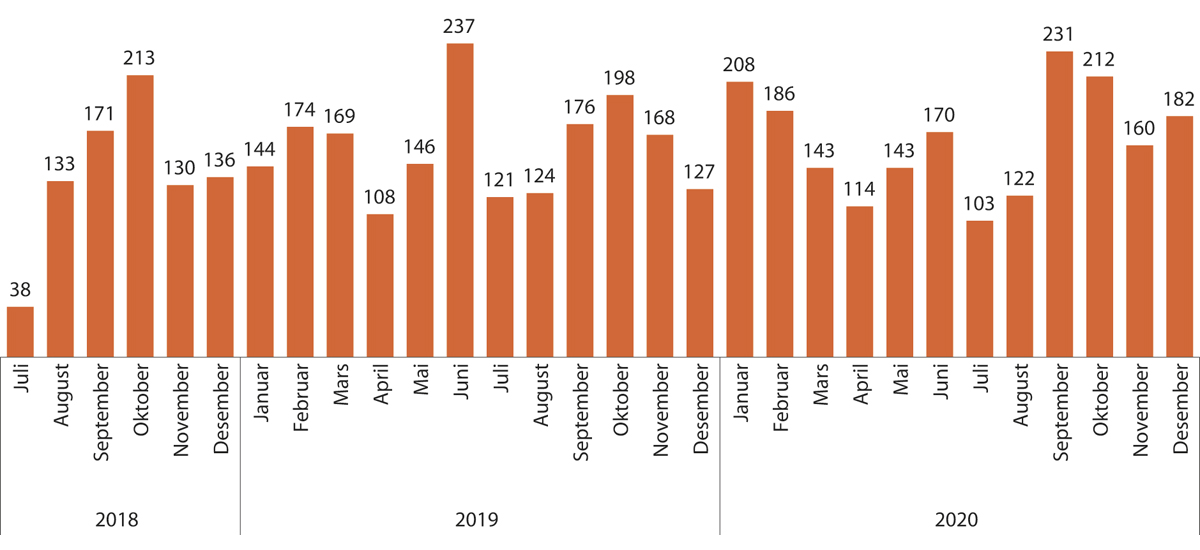 38
133
171
213
130
136
144
174
169
108
146
237
121
124
176
198
168
127
208
186
143
114
143
170
103
122
231
212
160
182
Juli
August
September
Oktober
November
Desember
Januar
Februar
Mars
April
Mai
Juni
Juli
August
September
Oktober
November
Desember
Januar
Februar
Mars
April
Mai
Juni
Juli
August
September
Oktober
November
Desember
2018
2019
2020